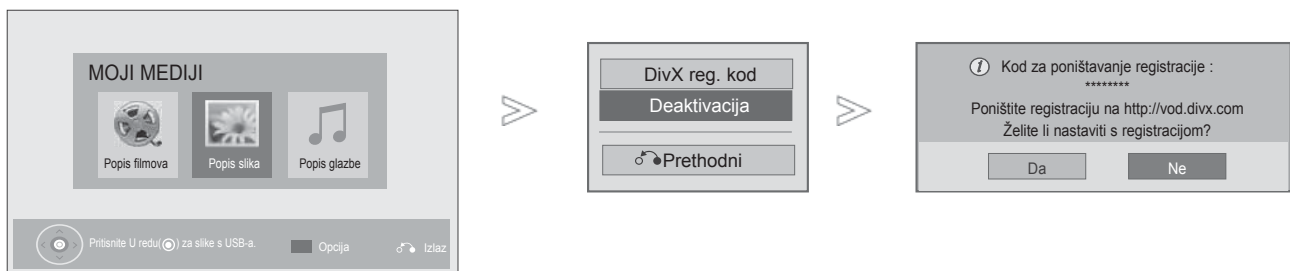 MOJI MEDIJI
Popis filmova
Popis slika
Popis glazbe
Pritisnite U redu(◉) za slike s USB-a.
Opcija
Izlaz
DivX reg. kod
Deaktivacija
Prethodni
Kod za poništavanje registracije :
********
Poništite registraciju na http://vod.divx.com
Želite li nastaviti s registracijom?
Da
Ne